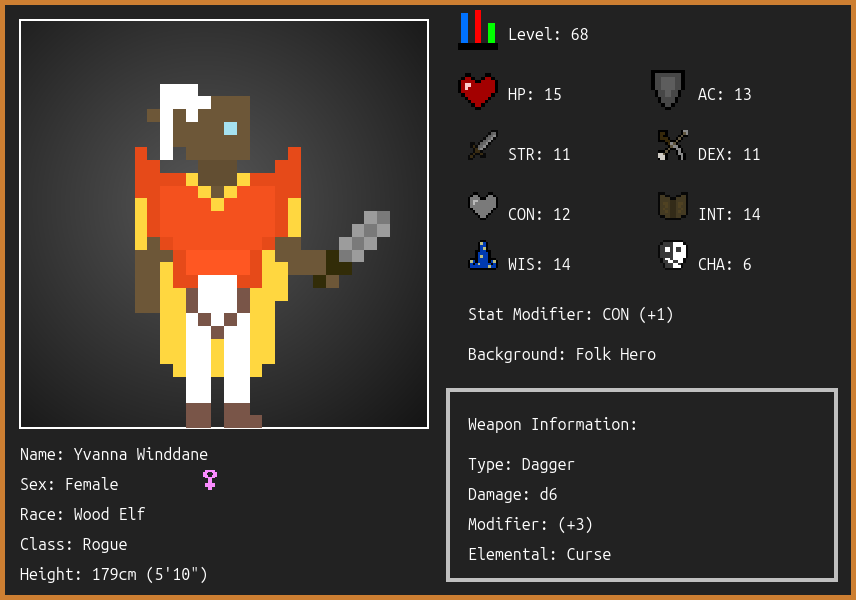 Level: 68
HP: 15
AC: 13
STR: 11
DEX: 11
CON: 12
INT: 14
WIS: 14
CHA: 6
Stat Modifier: CON (+1)
Background: Folk Hero
Name: Yvanna Winddane
Sex: Female
Race: Wood Elf
Class: Rogue
Height: 179cm (5'10")
Weapon Information:
Type: Dagger
Damage: d6
Modifier: (+3)
Elemental: Curse